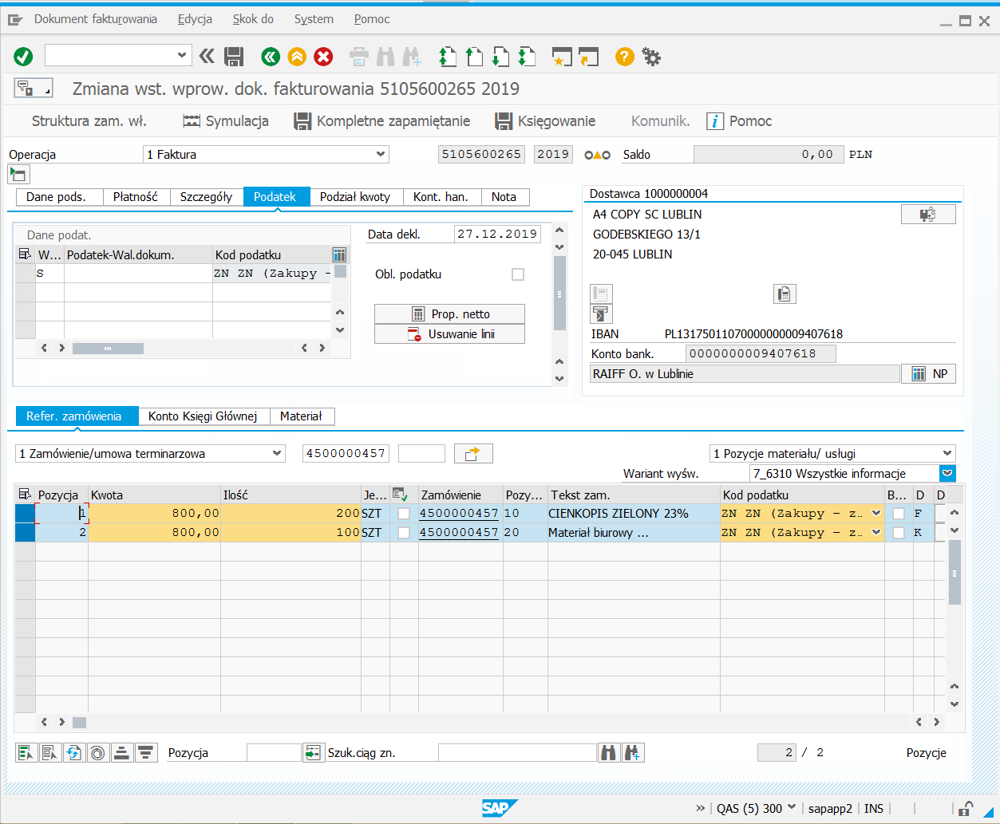 Dokument fakturowania Edycja Skok do System Pomoc
Zmiana wst. wprow. dok. fakturowania 5105600265 2019
Struktura zam. wł. Symulacja Kompletne zapamiętanie Księgowanie Komunik. Pomoc
Operacja 1 Faktura 5105600265 2019 Saldo 0,00 PLN
Dane pods. Płatność Szczegóły Podatek Podział kwoty Kont. han. Nota
Dane podat.
W... Podatek-Wal.dokum. Kod podatku
S ZN ZN (Zakupy –
Data dekl. 27.12.2019
Obl. podatku
Prop. netto
Usuwanie linii
Dostawca 1000000004
A4 COPY SC LUBLIN
GODEBSKIEGO 13/1
20-045 LUBLIN
IBAN PL13175011070000000009407618
Konto bank. 0000000009407618
RAIFF O. w Lublinie NP
Refer. zamówienia Konto Księgi Głównej Materiał
1 Zamówienie/umowa terminarzowa 4500000457 1 Pozycje materiału/ usługi
Wariant wyśw. 7_6310 Wszystkie informacje
Pozycja Kwota Ilość Je... Zamówienie Pozy... Tekst zam. Kod podatku B... D D
1 800,00 200 SZT 4500000457 10 CIENKOPIS ZIELONY 23% ZN ZN (Zakupy – z... F
2 800,00 100 SZT 4500000457 20 Materiał biurowy ... ZN ZN (Zakupy – z... K
Pozycja Szuk.ciąg zn. 2 / 2 Pozycje
SAP QAS (5) 300 sapapp2 INS